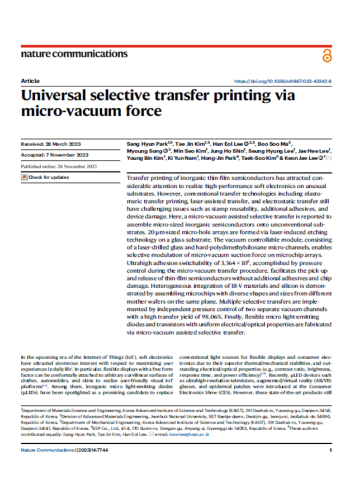 nature communications
Article
https://doi.org/10.1038/s41467-023-43342-8
Universal selective transfer printing via
micro-vacuum force
Received: 28 March 2023
Accepted: 7 November 2023
Published online: 26 November 2023
Check for updates
Sang Hyun Park, Tae Jin Kim, Han Eol Lee, Boo Soo Ma,
Myoung Song, Min Seo Kim, Jung Ho Shin, Seung Hyung Lee, Jae Hee Lee,
Young Bin Kim, Ki Yun Nam, Hong-Jin Park, Taek-Soo Kim & Keon Jae Lee
Transfer printing of inorganic thin-film semiconductors has attracted con-
siderable attention to realize high-performance soft electronics on unusual
substrates. However, conventional transfer technologies including elasto-
meric transfer printing, laser-assisted transfer, and electrostatic transfer still
have challenging issues such as stamp reusability, additional adhesives, and
device damage. Here, a micro-vacuum assisted selective transfer is reported to
assemble micro-sized inorganic semiconductors onto unconventional sub-
strates. 20 μm-sized micro-hole arrays are formed via laser-induced etching
technology on a glass substrate. The vacuum controllable module, consisting
of a laser-drilled glass and hard-polydimethylsiloxane micro-channels, enables
selective modulation of micro-vacuum suction force on microchip arrays.
Ultrahigh adhesion switchability of 3.364 × 10⁶, accomplished by pressure
control during the micro-vacuum transfer procedure, facilitates the pick-up
and release of thin-film semiconductors without additional adhesives and chip
damage. Heterogeneous integration of III-V materials and silicon is demon-
strated by assembling microchips with diverse shapes and sizes from different
mother wafers on the same plane. Multiple selective transfers are imple-
mented by independent pressure control of two separate vacuum channels
with a high transfer yield of 98.06%. Finally, flexible micro light-emitting
diodes and transistors with uniform electrical/optical properties are fabricated
via micro-vacuum assisted selective transfer.
In the upcoming era of the Internet of Things (IoT), soft electronics
have attracted enormous interest with respect to maximizing user
experiences in daily life. In particular, flexible displays with a free form
factor can be conformally attached to arbitrary curvilinear surfaces of
clothes, automobiles, and skin to realize user-friendly visual IoT
platforms. Among them, inorganic micro light-emitting diodes
(μLEDs) have been spotlighted as a promising candidate to replace
conventional light sources for flexible displays and consumer elec-
tronics due to their superior thermal/mechanical stabilities, and out-
standing electrical/optical properties (e.g., contrast ratio, brightness,
response time, and power efficiency). Recently, μLED devices such
as ultrahigh-resolution televisions, augmented/virtual reality (AR/VR)
glasses, and epidermal patches were introduced at the Consumer
Electronics Show (CES). However, these state-of-the-art products still
Nature Communications | (2023)14:7744
1